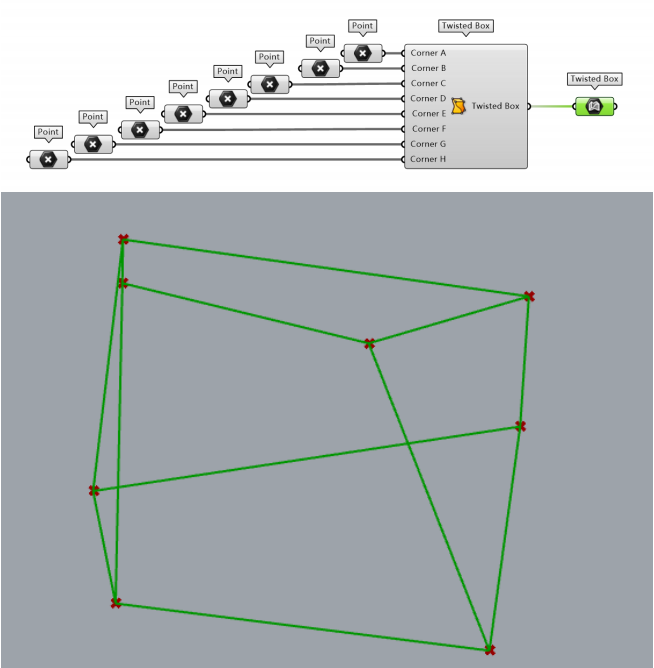 Point
Twisted Box
Point
Corner A
Point
Corner B
Twisted Box
Point
Corner C
Point
Corner D
Twisted Box
Point
Corner E
Point
Corner F
Point
Corner G
Corner H